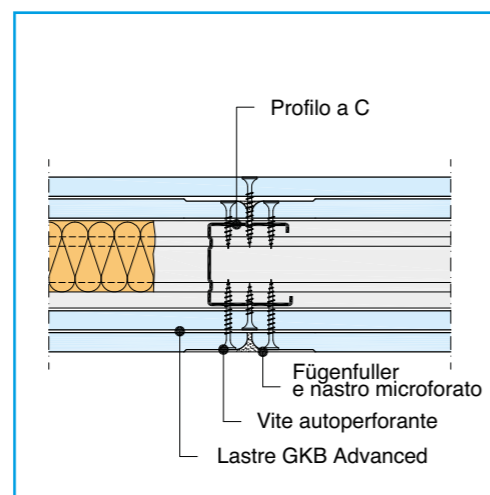 Profilo a C
Fügenfuller
e nastro microforato
Vite autoperforante
Lastre GKB Advanced